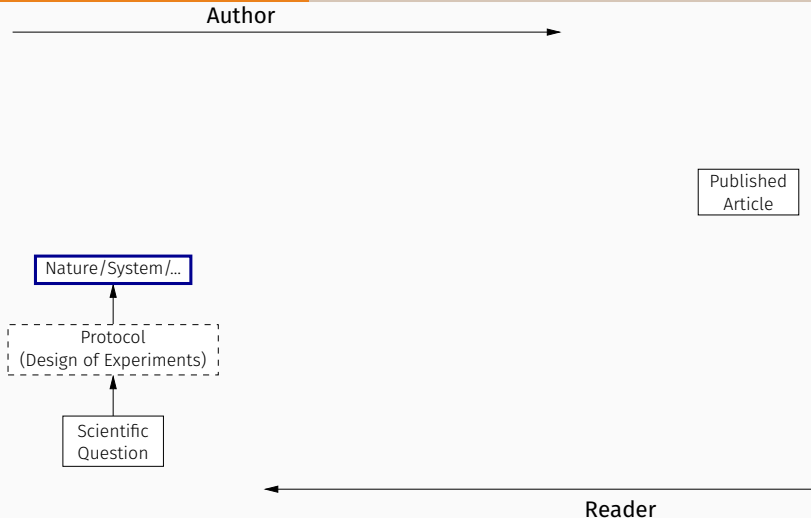 Author
Published
Article
Nature/System/...
Protocol
(Design of Experiments)
Scientific
Question
Reader